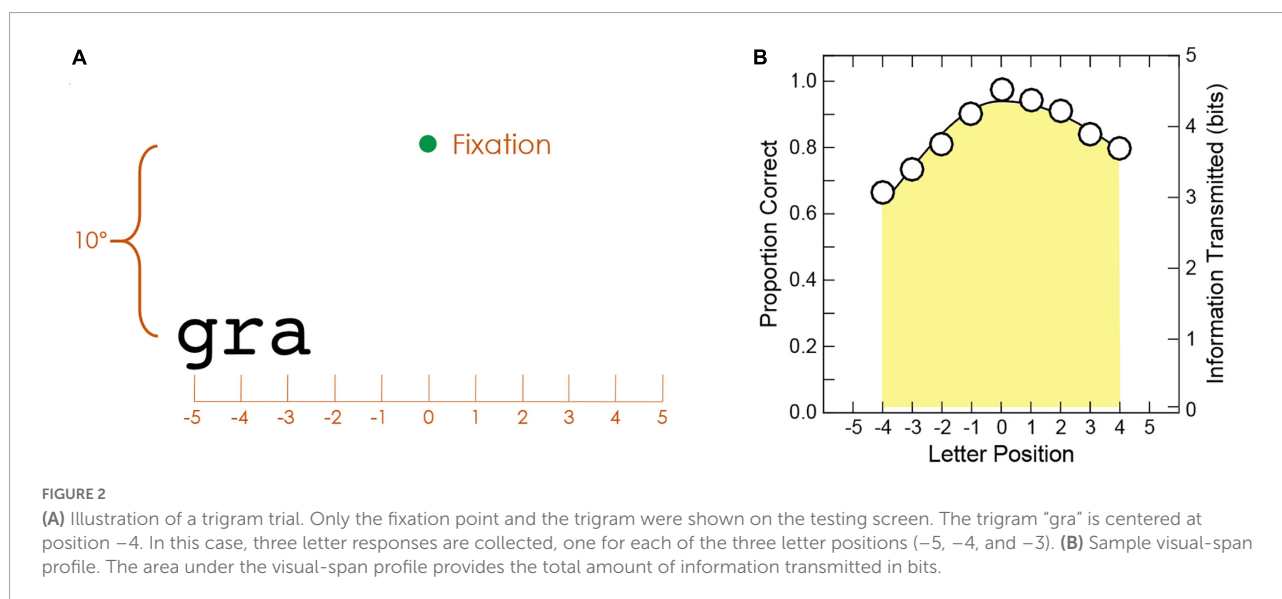 A
Fixation
10°
gra
-5 -4 -3 -2 -1 0 1 2 3 4 5
B
Proportion Correct
1.0
0.8
0.6
0.4
0.2
0.0
-5 -4 -3 -2 -1 0 1 2 3 4 5
Letter Position
5
4
3
2
1
0
Information Transmitted (bits)
FIGURE 2
(A) Illustration of a trigram trial. Only the fixation point and the trigram were shown on the testing screen. The trigram “gra” is centered at
position −4. In this case, three letter responses are collected, one for each of the three letter positions (−5, −4, and −3). (B) Sample visual-span
profile. The area under the visual-span profile provides the total amount of information transmitted in bits.